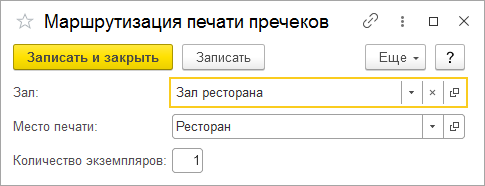 Маршрутизация печати пречеков
Записать и закрыть Записать Еще ?
Зал: Зал ресторана
Место печати: Ресторан
Количество экземпляров: 1